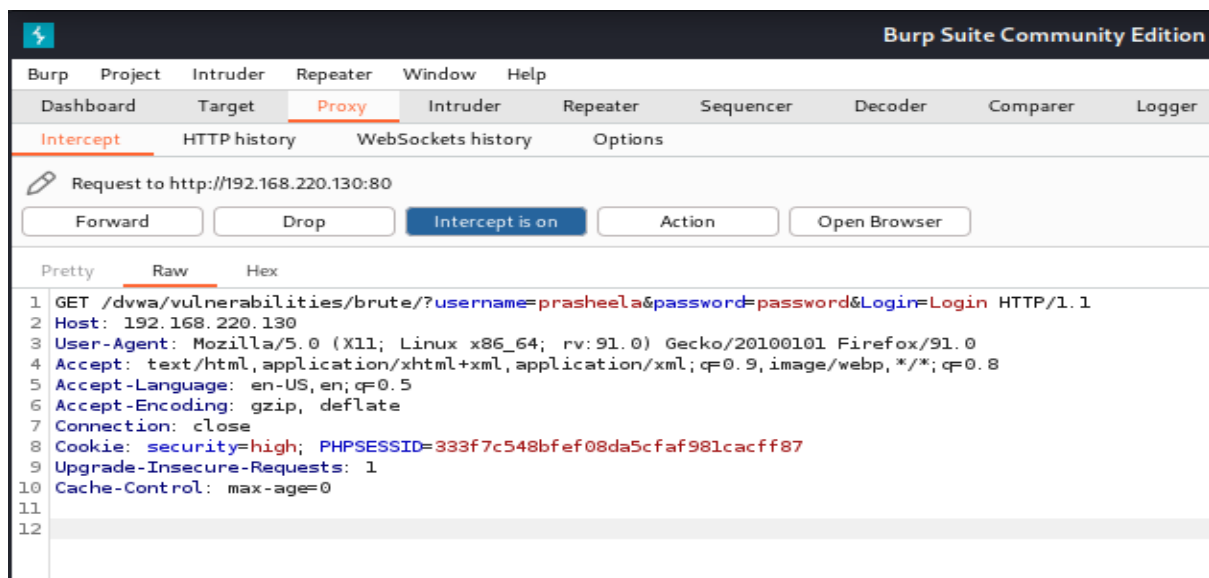 Burp Suite Community Edition
Burp Project Intruder Repeater Window Help
Dashboard Target Proxy Intruder Repeater Sequencer Decoder Comparer Logger
Intercept HTTP history WebSockets history Options
Request to http://192.168.220.130:80
Forward Drop Intercept is on Action Open Browser
Pretty Raw Hex
1 GET /dvwa/vulnerabilities/brute/?username=prasheela&password=password&Login=Login HTTP/1.1
2 Host: 192.168.220.130
3 User-Agent: Mozilla/5.0 (X11; Linux x86_64; rv:91.0) Gecko/20100101 Firefox/91.0
4 Accept: text/html,application/xhtml+xml,application/xml;q=0.9,image/webp,*/*;q=0.8
5 Accept-Language: en-US,en;q=0.5
6 Accept-Encoding: gzip, deflate
7 Connection: close
8 Cookie: security=high; PHPSESSID=333f7c548bfef08da5cfaf981cacff87
9 Upgrade-Insecure-Requests: 1
10 Cache-Control: max-age=0
11
12